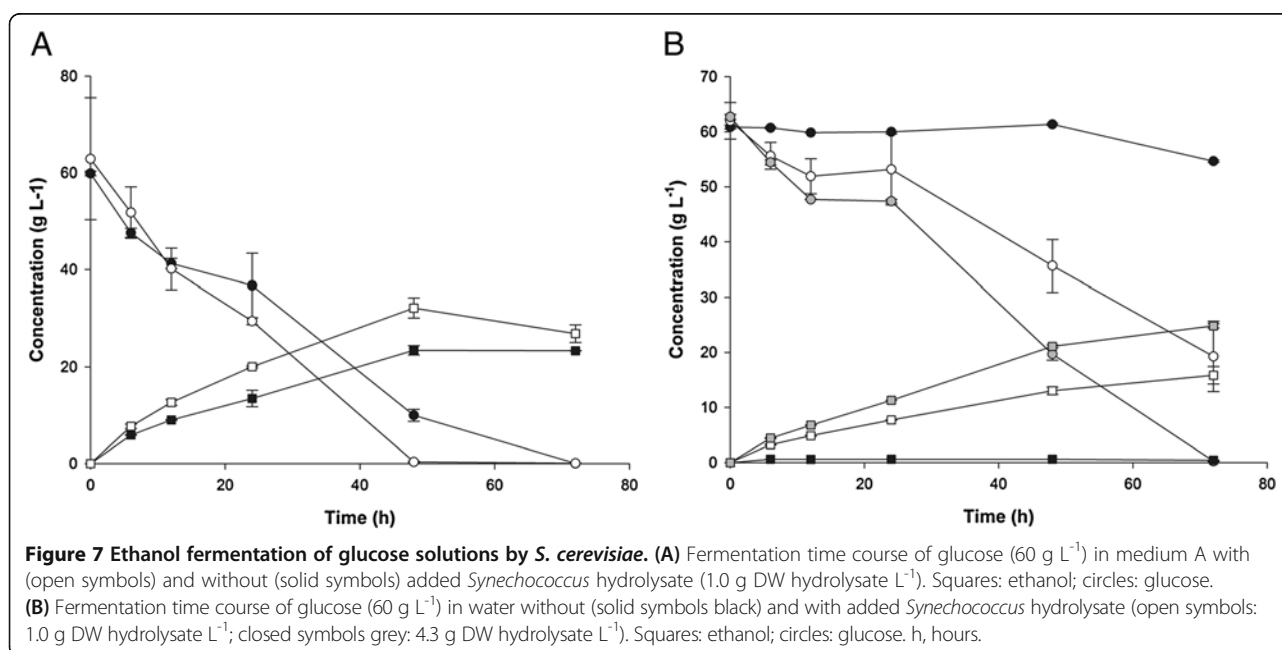 A
B
80
60
40
20
0
0
20
40
60
80
Concentration (g L-1)
Time (h)
70
60
50
40
30
20
10
0
0
20
40
60
80
Concentration (g L⁻¹)
Time (h)
Figure 7 Ethanol fermentation of glucose solutions by S. cerevisiae. (A) Fermentation time course of glucose (60 g L⁻¹) in medium A with
(open symbols) and without (solid symbols) added Synechococcus hydrolysate (1.0 g DW hydrolysate L⁻¹). Squares: ethanol; circles: glucose.
(B) Fermentation time course of glucose (60 g L⁻¹) in water without (solid symbols black) and with added Synechococcus hydrolysate (open symbols:
1.0 g DW hydrolysate L⁻¹; closed symbols grey: 4.3 g DW hydrolysate L⁻¹). Squares: ethanol; circles: glucose. h, hours.